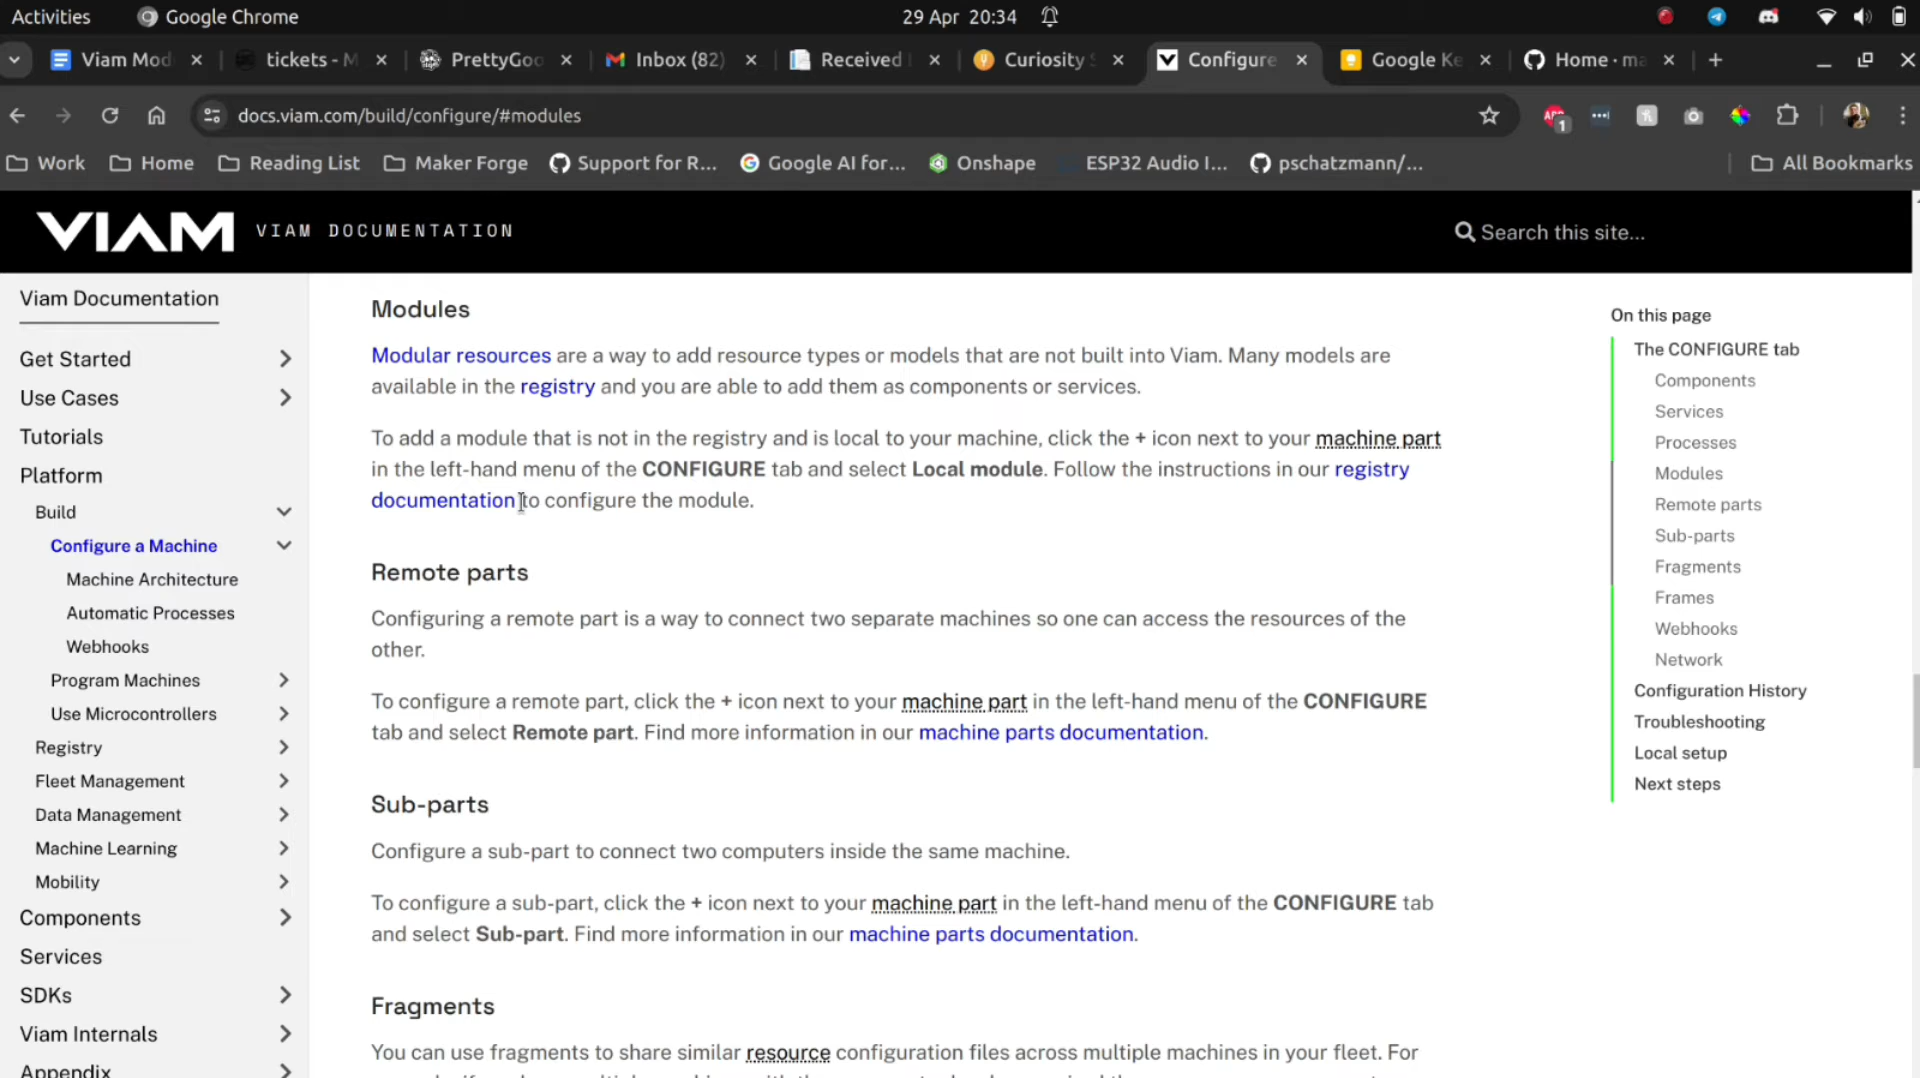 Activities
Google Chrome
29 Apr 20:34
Viam Mod
tickets - M
PrettyGoo
Inbox (82)
Received
Curiosity
Configure
Google Ke
Home · ma
docs.viam.com/build/configure/#modules
1
Work
Home
Reading List
Maker Forge
Support for R...
Google AI for...
Onshape
ESP32 Audio I...
pschatzmann/...
All Bookmarks
VIAM
VIAM DOCUMENTATION
Search this site...
Viam Documentation
Get Started
Use Cases
Tutorials
Platform
Build
Configure a Machine
Machine Architecture
Automatic Processes
Webhooks
Program Machines
Use Microcontrollers
Registry
Fleet Management
Data Management
Machine Learning
Mobility
Components
Services
SDKs
Viam Internals
Appendix
Modules
Modular resources are a way to add resource types or models that are not built into Viam. Many models are
available in the registry and you are able to add them as components or services.
To add a module that is not in the registry and is local to your machine, click the + icon next to your machine part
in the left-hand menu of the CONFIGURE tab and select Local module. Follow the instructions in our registry
documentation to configure the module.
Remote parts
Configuring a remote part is a way to connect two separate machines so one can access the resources of the
other.
To configure a remote part, click the + icon next to your machine part in the left-hand menu of the CONFIGURE
tab and select Remote part. Find more information in our machine parts documentation.
Sub-parts
Configure a sub-part to connect two computers inside the same machine.
To configure a sub-part, click the + icon next to your machine part in the left-hand menu of the CONFIGURE tab
and select Sub-part. Find more information in our machine parts documentation.
Fragments
You can use fragments to share similar resource configuration files across multiple machines in your fleet. For
On this page
The CONFIGURE tab
Components
Services
Processes
Modules
Remote parts
Sub-parts
Fragments
Frames
Webhooks
Network
Configuration History
Troubleshooting
Local setup
Next steps